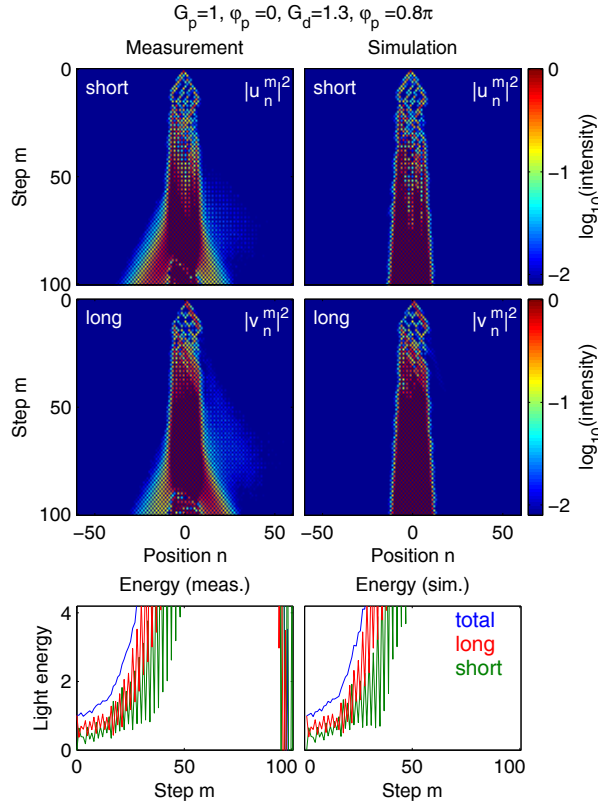 G_p=1, φ_p =0, G_d=1.3, φ_p =0.8π
Measurement
Simulation
0
50
100
Step m
short
|u_n^m|^2
short
|u_n^m|^2
0
-1
-2
log_10(intensity)
0
50
100
Step m
long
|v_n^m|^2
long
|v_n^m|^2
0
-1
-2
log_10(intensity)
−50
0
50
Position n
−50
0
50
Position n
Energy (meas.)
Energy (sim.)
4
2
0
Light energy
total
long
short
0
50
100
Step m
0
50
100
Step m